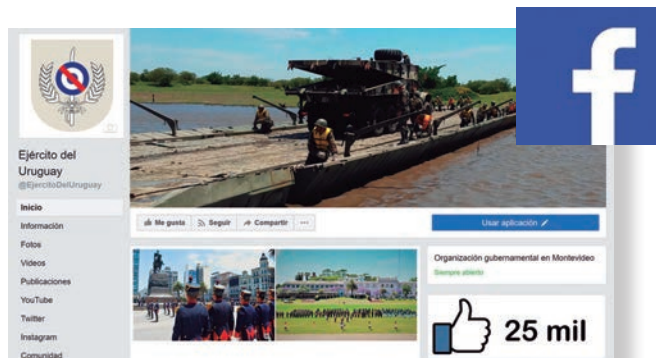 f
Ejército del
Uruguay
@EjercitoDelUruguay
Inicio
Información
Fotos
Videos
Publicaciones
YouTube
Twitter
Instagram
Comunidad
Me gusta Seguir Compartir ...
Usar aplicación
Organización gubernamental en Montevideo
Siempre abierto
25 mil